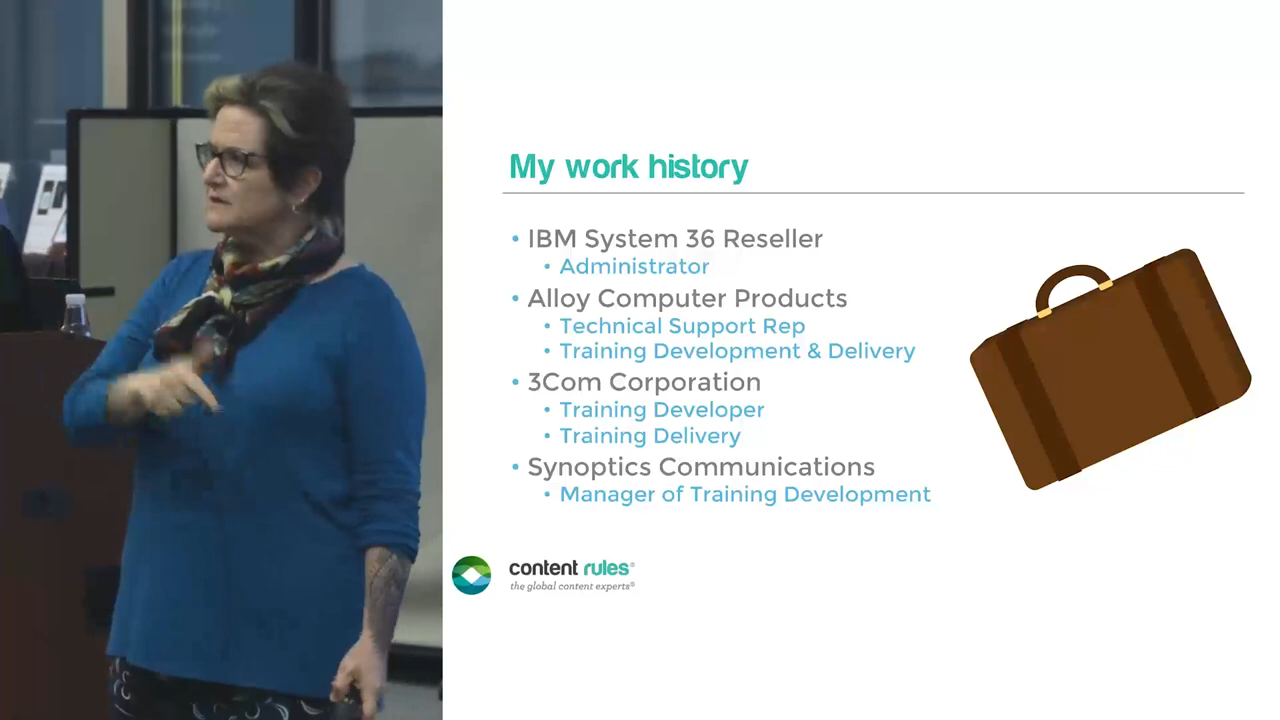 My work history
• IBM System 36 Reseller
• Administrator
• Alloy Computer Products
• Technical Support Rep
• Training Development & Delivery
• 3Com Corporation
• Training Developer
• Training Delivery
• Synoptics Communications
• Manager of Training Development
content rules®
the global content experts®